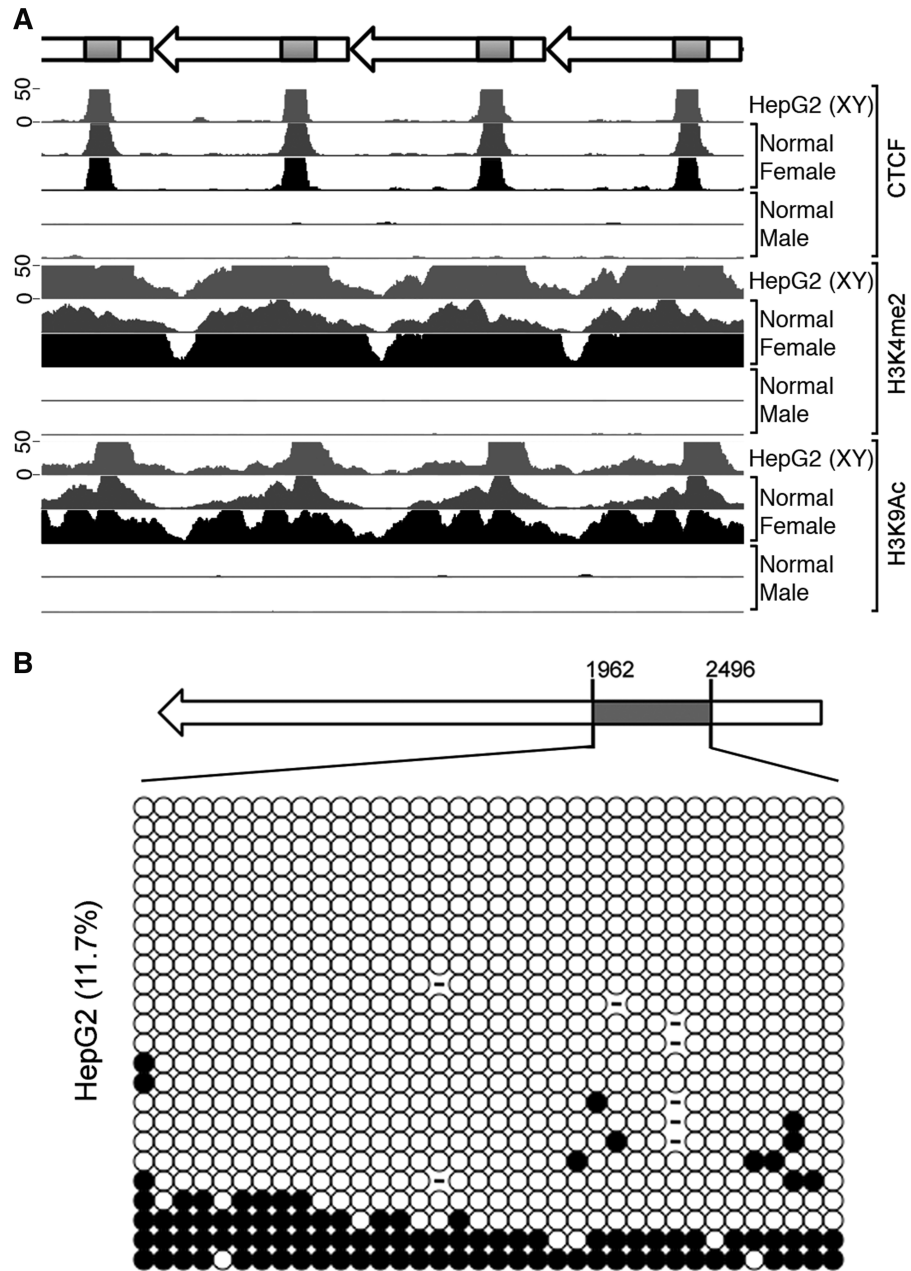 A
50
0
HepG2 (XY)
Normal
Female
Normal
Male
CTCF
50
0
HepG2 (XY)
Normal
Female
Normal
Male
H3K4me2
50
0
HepG2 (XY)
Normal
Female
Normal
Male
H3K9Ac
B
1962 2496
HepG2 (11.7%)